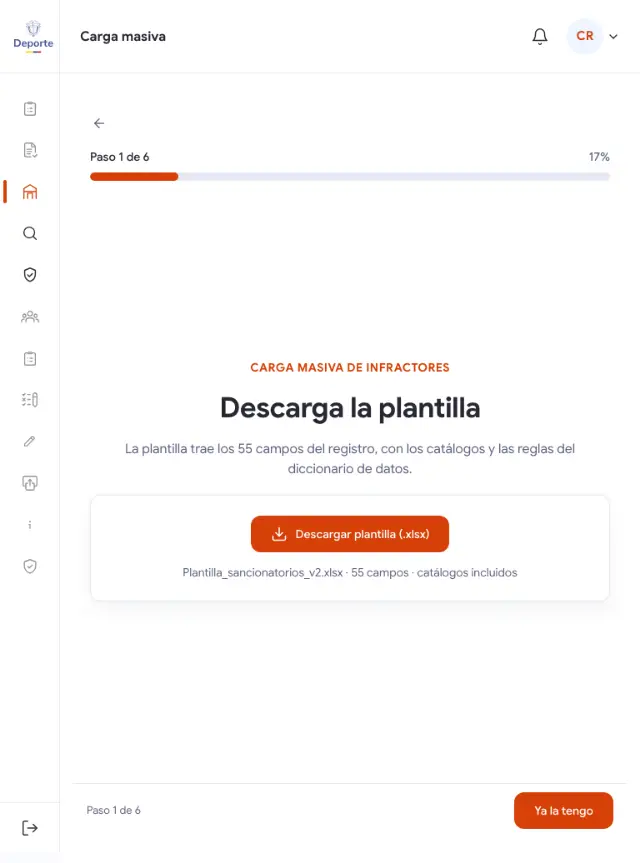 Deporte
Carga masiva
CR
Paso 1 de 6
17%
CARGA MASIVA DE INFRACTORES
Descarga la plantilla
La plantilla trae los 55 campos del registro, con los catálogos y las reglas del
diccionario de datos.
Descargar plantilla (.xlsx)
Plantilla_sancionatorios_v2.xlsx · 55 campos · catálogos incluidos
Paso 1 de 6
Ya la tengo